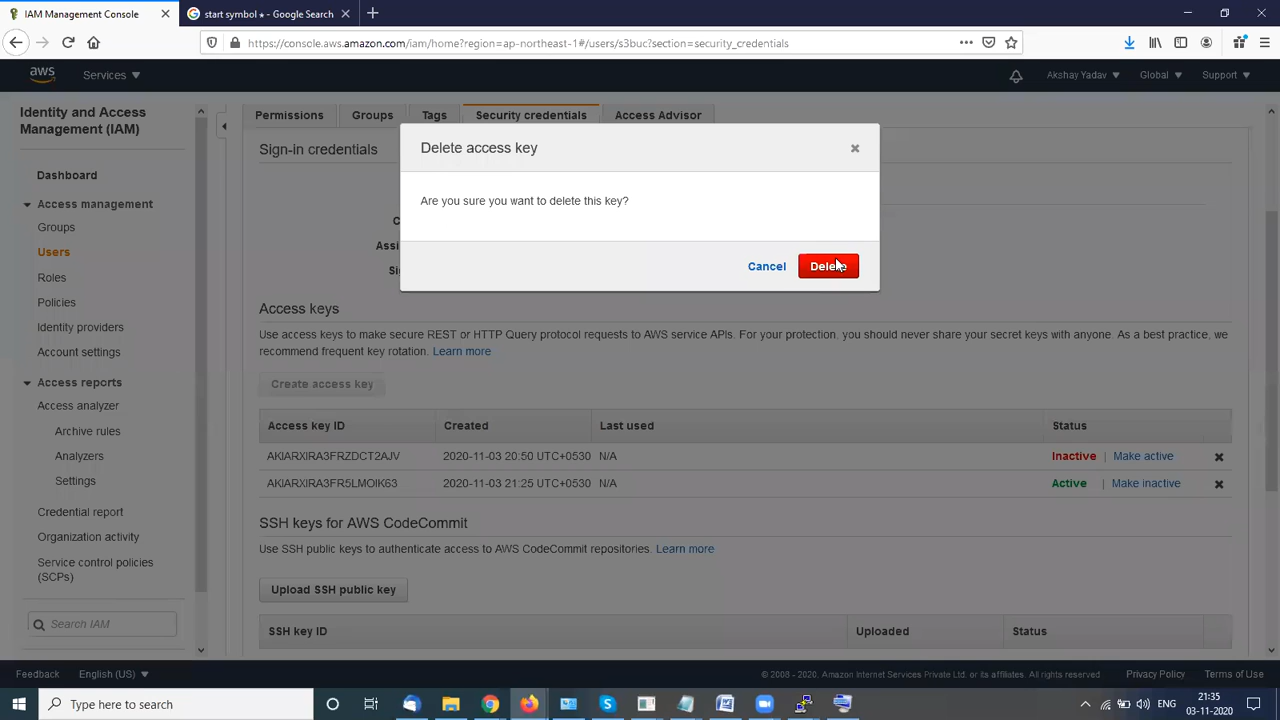 IAM Management Console
start symbol ⋆ - Google Search
https://console.aws.amazon.com/iam/home?region=ap-northeast-1#/users/s3buc?section=security_credentials
aws
Services
Akshay Yadav
Global
Support
Identity and Access
Management (IAM)
Dashboard
Access management
Groups
Users
Roles
Policies
Identity providers
Account settings
Access reports
Access analyzer
Archive rules
Analyzers
Settings
Credential report
Organization activity
Service control policies
(SCPs)
Search IAM
Permissions
Groups
Tags
Security credentials
Access Advisor
Sign-in credentials
Delete access key
Are you sure you want to delete this key?
Cancel
Delete
Access keys
Use access keys to make secure REST or HTTP Query protocol requests to AWS service APIs. For your protection, you should never share your secret keys with anyone. As a best practice, we
recommend frequent key rotation. Learn more
Create access key
Access key ID Created Last used Status
AKIARXIRA3FRZDCT2AJV 2020-11-03 20:50 UTC+0530 N/A Inactive | Make active
AKIARXIRA3FR5LMOIK63 2020-11-03 21:25 UTC+0530 N/A Active | Make inactive
SSH keys for AWS CodeCommit
Use SSH public keys to authenticate access to AWS CodeCommit repositories. Learn more
Upload SSH public key
SSH key ID Uploaded Status
Feedback
English (US)
© 2008 - 2020, Amazon Internet Services Private Ltd. or its affiliates. All rights reserved.
Privacy Policy
Terms of Use
Type here to search
ENG
21:35
03-11-2020